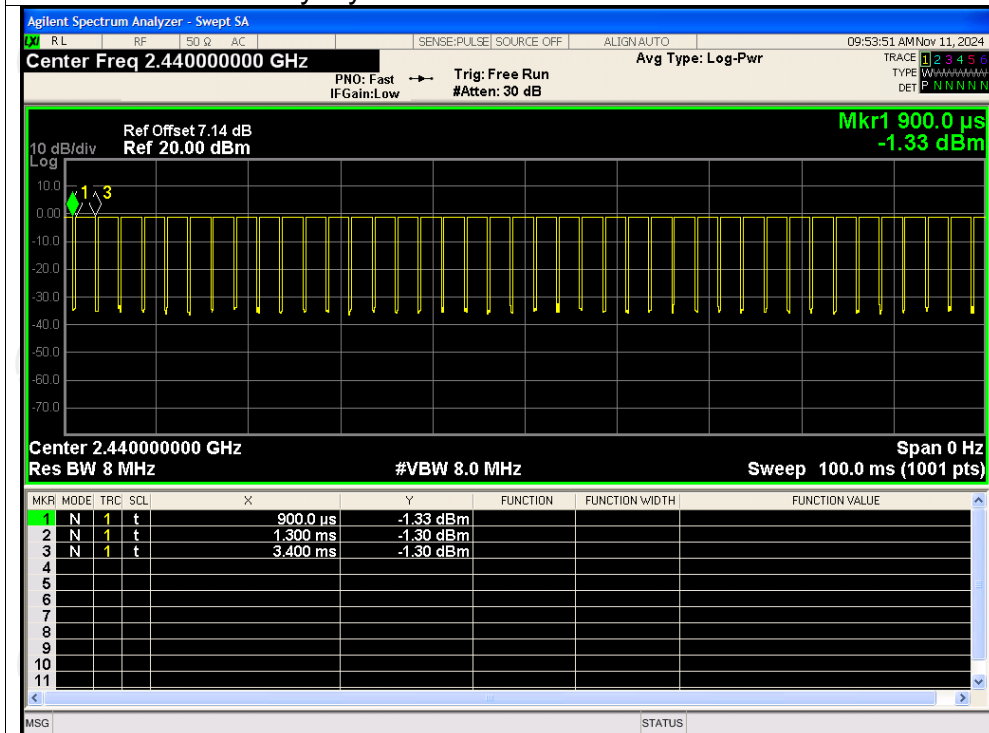 Agilent Spectrum Analyzer - Swept SA
LXI RL RF 50 Ω AC SENSE:PULSE SOURCE OFF ALIGNAUTO 09:53:51 AM Nov 11, 2024
Center Freq 2.440000000 GHz Avg Type: Log-Pwr TRACE 1 2 3 4 5 6
PNO: Fast Trig: Free Run TYPE WWWWWW
IFGain:Low #Atten: 30 dB DET P N N N N N
Mkr1 900.0 µs
Ref Offset 7.14 dB
10 dB/div Ref 20.00 dBm -1.33 dBm
Log
10.0
1 3
0.00
-10.0
-20.0
-30.0
-40.0
-50.0
-60.0
-70.0
Center 2.440000000 GHz Span 0 Hz
Res BW 8 MHz #VBW 8.0 MHz Sweep 100.0 ms (1001 pts)
MKR MODE TRC SCL X Y FUNCTION FUNCTION WIDTH FUNCTION VALUE
1 N 1 t 900.0 µs -1.33 dBm
2 N 1 t 1.300 ms -1.30 dBm
3 N 1 t 3.400 ms -1.30 dBm
4
5
6
7
8
9
10
11
MSG STATUS